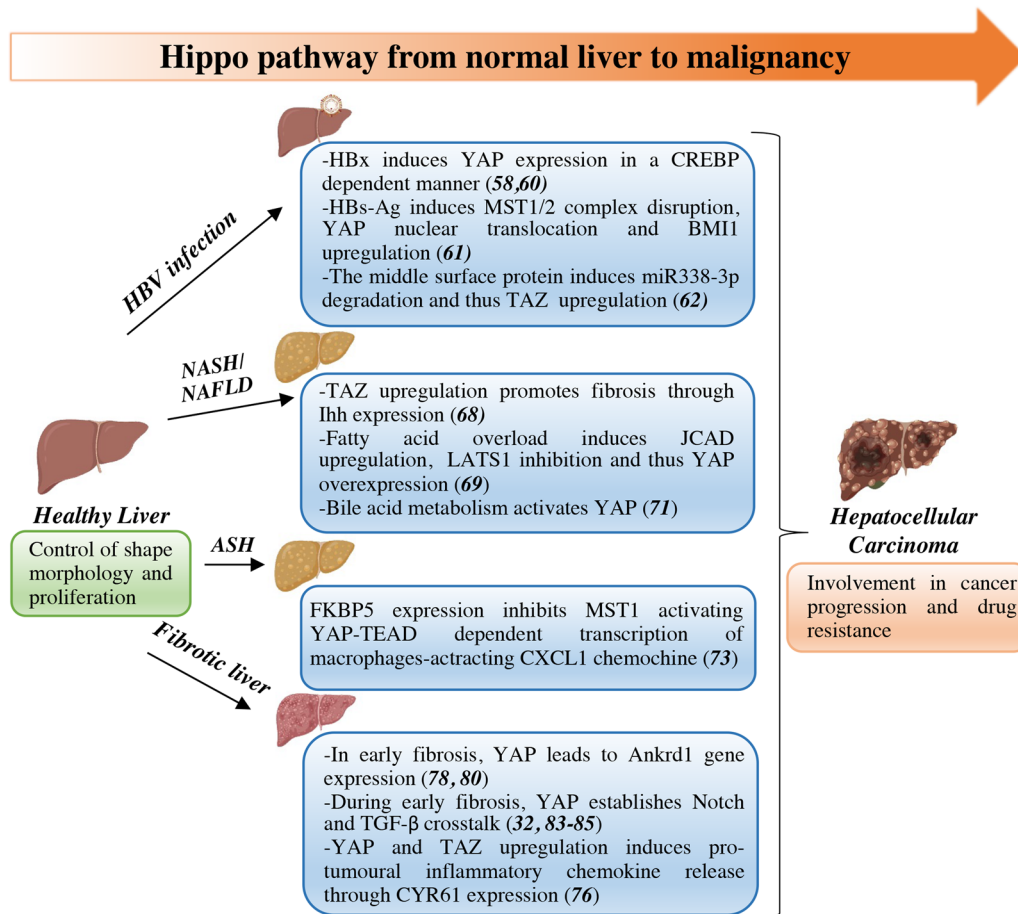 Hippo pathway from normal liver to malignancy
HBV infection
-HBx induces YAP expression in a CREBP
dependent manner (58,60)
-HBs-Ag induces MST1/2 complex disruption,
YAP nuclear translocation and BMI1
upregulation (61)
-The middle surface protein induces miR338-3p
degradation and thus TAZ upregulation (62)
NASH/
NAFLD
-TAZ upregulation promotes fibrosis through
Ihh expression (68)
-Fatty acid overload induces JCAD
upregulation, LATS1 inhibition and thus YAP
overexpression (69)
-Bile acid metabolism activates YAP (71)
Healthy Liver
Control of shape
morphology and
proliferation
ASH
FKBP5 expression inhibits MST1 activating
YAP-TEAD dependent transcription of
macrophages-actracting CXCL1 chemochine (73)
Fibrotic liver
-In early fibrosis, YAP leads to Ankrd1 gene
expression (78, 80)
-During early fibrosis, YAP establishes Notch
and TGF-β crosstalk (32, 83-85)
-YAP and TAZ upregulation induces pro-
tumoural inflammatory chemokine release
through CYR61 expression (76)
Hepatocellular
Carcinoma
Involvement in cancer
progression and drug
resistance